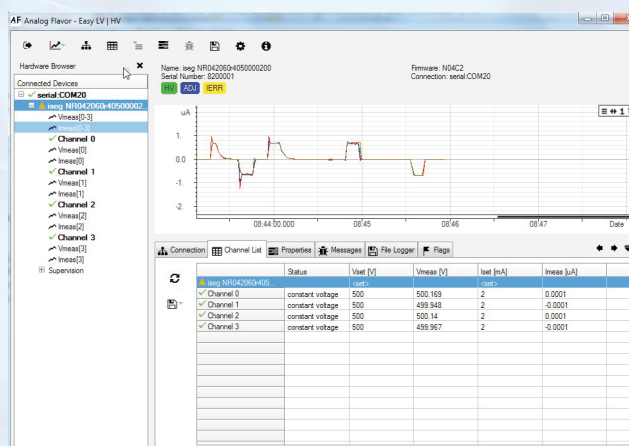 AF Analog Flavor - Easy LV | HV
Hardware Browser
Connected Devices
serial:COM20
iseg NR042060r40500002
Vmeas[0-3]
Imeas[0-3]
Channel 0
Vmeas[0]
Imeas[0]
Channel 1
Vmeas[1]
Imeas[1]
Channel 2
Vmeas[2]
Imeas[2]
Channel 3
Vmeas[3]
Imeas[3]
Supervision
Name: iseg NR042060r4050000200
Serial Number: 8200001
Firmware: N04C2
Connection: serial:COM20
HV ADJ IERR
uA
1.
0.0
-1.
-2.
1
08:44:00.000 08:45 08:46 08:47 Date
Connection Channel List Properties Messages File Logger Flags
Status Vset [V] Vmeas [V] Iset [mA] Imeas [uA]
iseg NR042060r405... <set> <set>
Channel 0 constant voltage 500 500.169 2 0.0001
Channel 1 constant voltage 500 499.948 2 -0.0001
Channel 2 constant voltage 500 500.14 2 0.0001
Channel 3 constant voltage 500 499.967 2 -0.0001